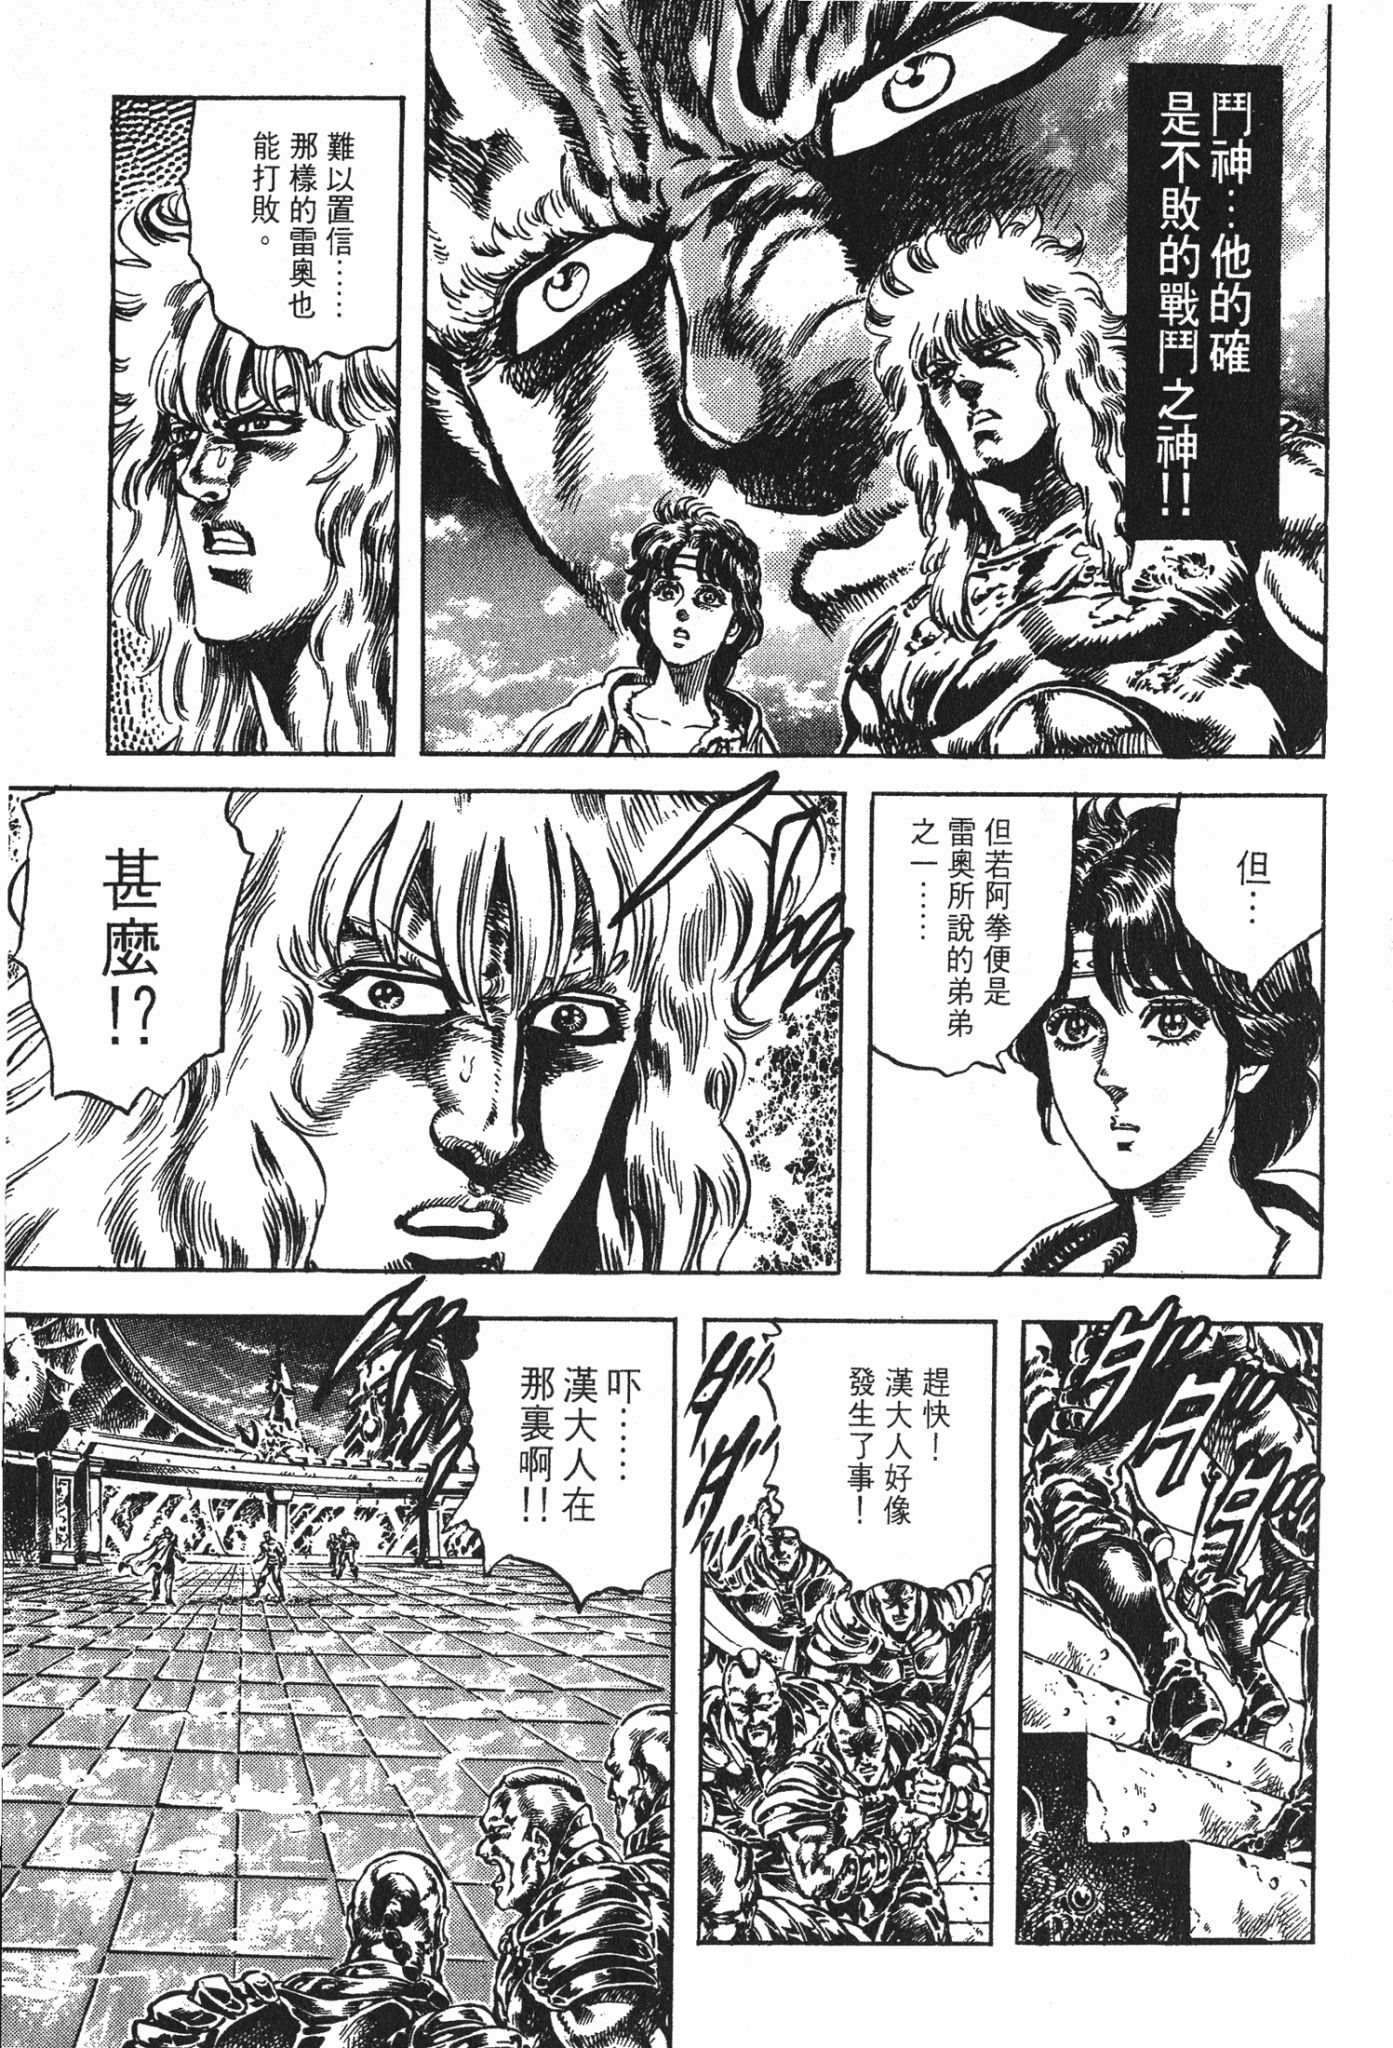 鬥神…他的確
是不敗的戰鬥之神!!
難以置信……
那樣的雷奧也
能打敗。
但…
但若阿拳便是
雷奧所說的弟弟
之一……
甚麼!?
趕快！
漢大人好像
發生了事！
吓……
漢大人在
那裏啊!!